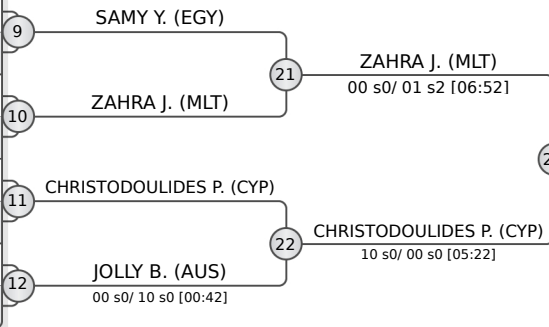 SAMY Y. (EGY)
9
21
ZAHRA J. (MLT)
00 s0/ 01 s2 [06:52]
ZAHRA J. (MLT)
10
CHRISTODOULIDES P. (CYP)
11
22
CHRISTODOULIDES P. (CYP)
10 s0/ 00 s0 [05:22]
JOLLY B. (AUS)
12
00 s0/ 10 s0 [00:42]